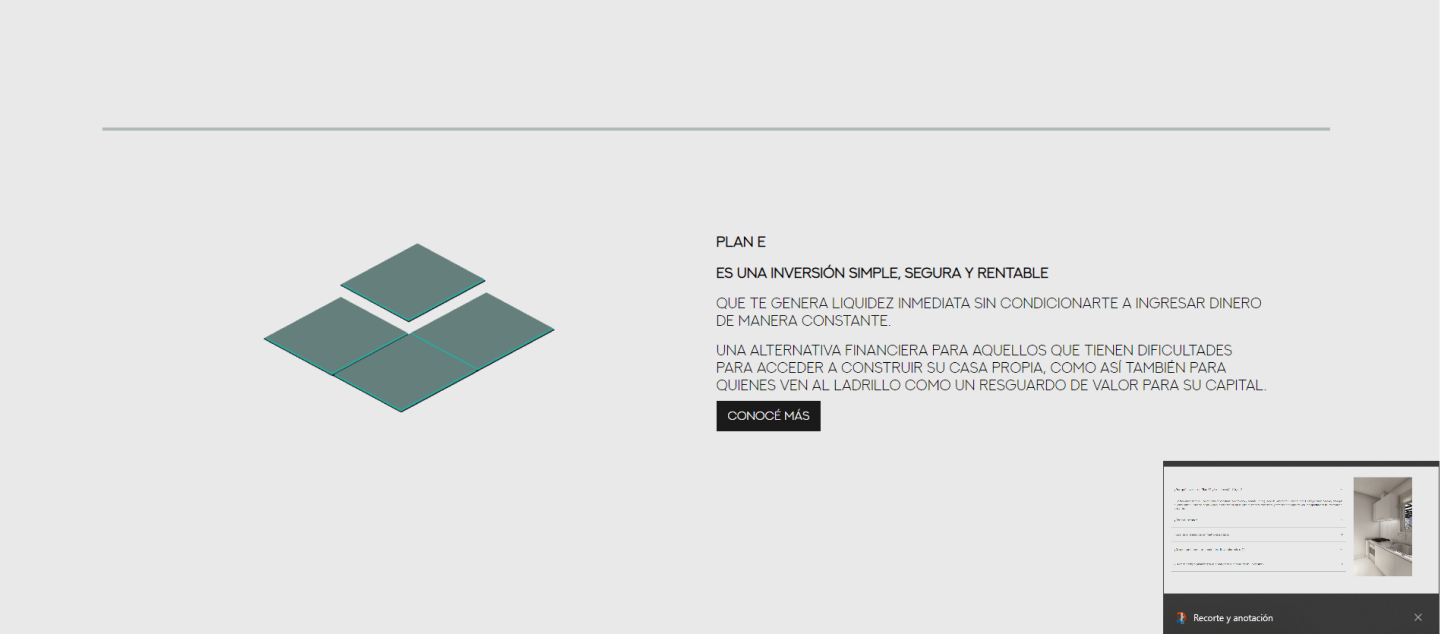 PLAN E
ES UNA INVERSIÓN SIMPLE, SEGURA Y RENTABLE
QUE TE GENERA LIQUIDEZ INMEDIATA SIN CONDICIONARTE A INGRESAR DINERO
DE MANERA CONSTANTE.
UNA ALTERNATIVA FINANCIERA PARA AQUELLOS QUE TIENEN DIFICULTADES
PARA ACCEDER A CONSTRUIR SU CASA PROPIA, COMO ASÍ TAMBIÉN PARA
QUIENES VEN AL LADRILLO COMO UN RESGUARDO DE VALOR PARA SU CAPITAL.
CONOCÉ MÁS
Recorte y anotación